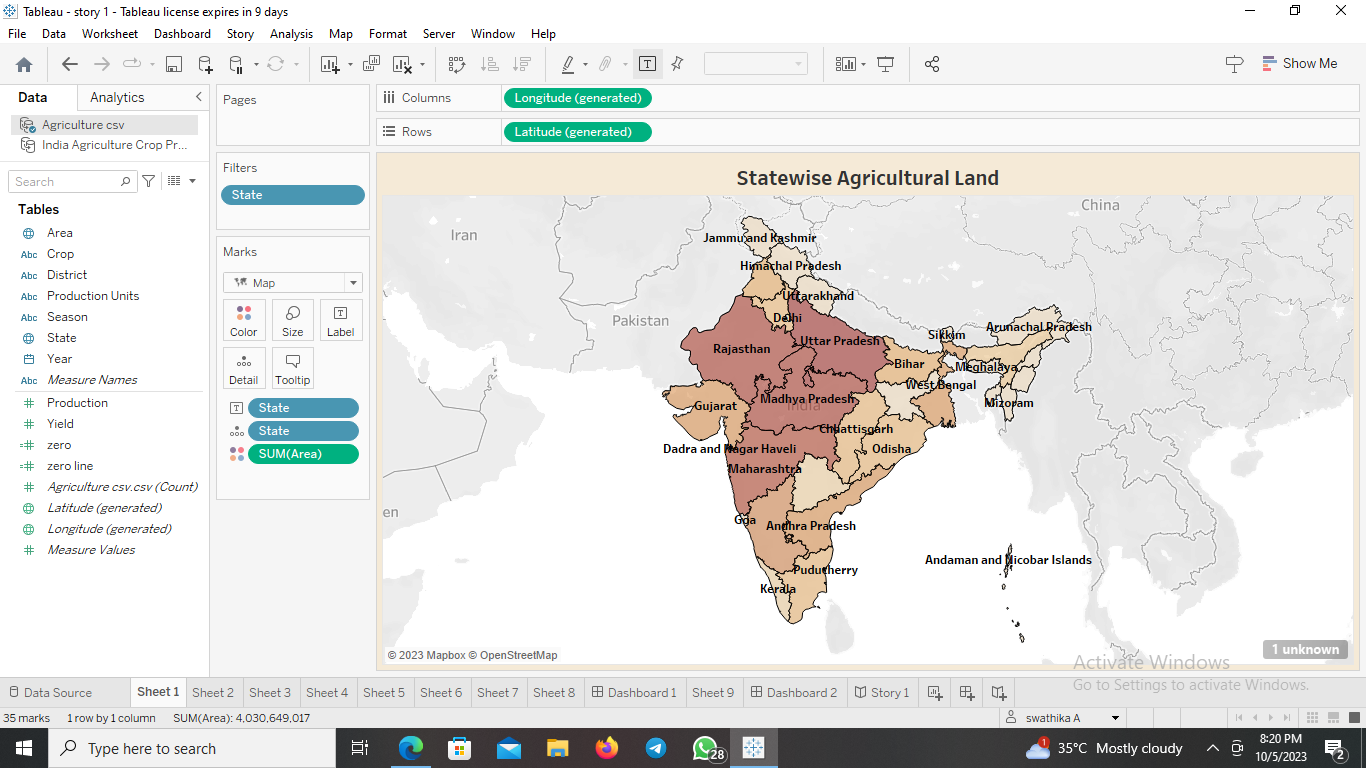 Tableau - story 1 - Tableau license expires in 9 days
File Data Worksheet Dashboard Story Analysis Map Format Server Window Help
Show Me
Data Analytics
Agriculture csv
India Agriculture Crop Pr...
Search
Tables
Area
Abc Crop
Abc District
Abc Production Units
Abc Season
State
Year
Abc Measure Names
Production
Yield
zero
zero line
Agriculture csv.csv (Count)
Latitude (generated)
Longitude (generated)
Measure Values
Pages
Filters
State
Marks
Map
Color Size Label
Detail Tooltip
State
State
SUM(Area)
Columns Longitude (generated)
Rows Latitude (generated)
Statewise Agricultural Land
China
Iran
Jammu and Kashmir
Himachal Pradesh
Uttarakhand
Pakistan
Delhi
Sikkim
Arunachal Pradesh
Rajasthan
Uttar Pradesh
Bihar
Meghalaya
West Bengal
Madhya Pradesh
India
Gujarat
Mizoram
Chhattisgarh
Dadra and Nagar Haveli
Odisha
Maharashtra
en
Goa
Andhra Pradesh
Andaman and Nicobar Islands
Puducherry
Kerala
© 2023 Mapbox © OpenStreetMap
1 unknown
Activate Windows
Go to Settings to activate Windows.
Data Source Sheet 1 Sheet 2 Sheet 3 Sheet 4 Sheet 5 Sheet 6 Sheet 7 Sheet 8 Dashboard 1 Sheet 9 Dashboard 2 Story 1
35 marks 1 row by 1 column SUM(Area): 4,030,649,017
swathika A
Type here to search
28
1
35°C Mostly cloudy
8:20 PM
10/5/2023
2